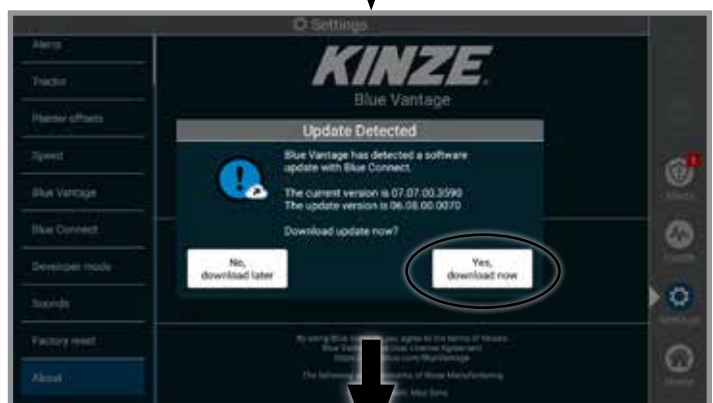 Settings
Alerts
Tractor
Planter offsets
Speed
Blue Vantage
Blue Connect
Developer mode
Sounds
Factory reset
About
KINZE
Blue Vantage
Update Detected
Blue Vantage has detected a software
update with Blue Connect.
The current version is 07.07.00.3590
The update version is 06.08.00.0070
Download update now?
No,
download later
Yes,
download now